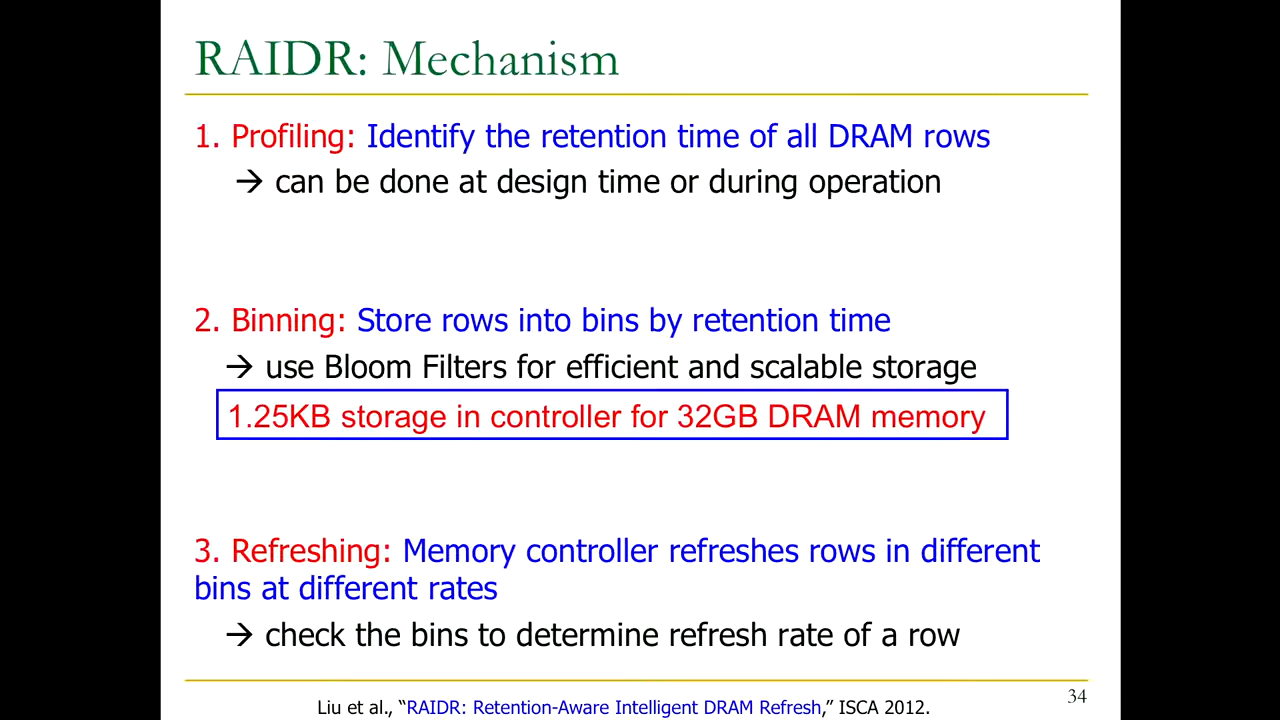 RAIDR: Mechanism
1. Profiling: Identify the retention time of all DRAM rows
→ can be done at design time or during operation
2. Binning: Store rows into bins by retention time
→ use Bloom Filters for efficient and scalable storage
1.25KB storage in controller for 32GB DRAM memory
3. Refreshing: Memory controller refreshes rows in different
bins at different rates
→ check the bins to determine refresh rate of a row
34
Liu et al., “RAIDR: Retention-Aware Intelligent DRAM Refresh,” ISCA 2012.